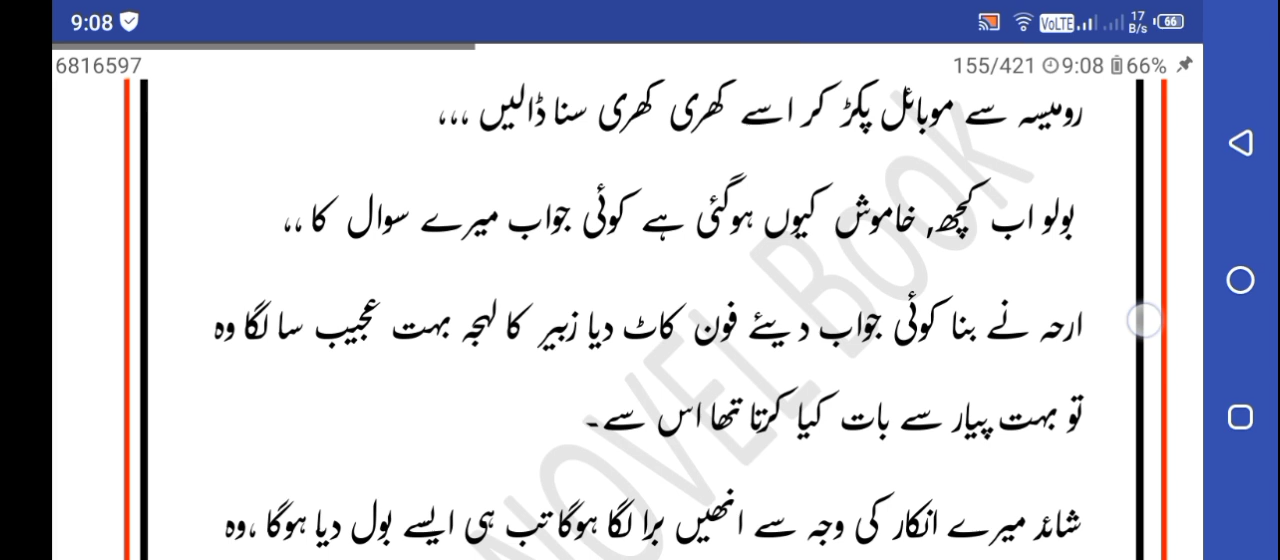 9:08 VoLTE 17 B/s 66
6816597 155/421 9:08 66%
رومیسہ سے موبائل پکڑ کر اسے کھری کھری سنا ڈالیں ،،،
بولو اب کچھ, خاموش کیوں ہوگئی ہے کوئی جواب میرے سوال کا ،،
ارحہ نے بنا کوئی جواب دیئے فون کاٹ دیا زبیر کا لہجہ بہت عجیب سا لگا وہ
تو بہت پیار سے بات کیا کرتا تھا اس سے۔
شائد میرے انکار کی وجہ سے انھیں برا لگا ہوگا تب ہی ایسے بول دیا ہوگا ،وہ
NOVEL BOOK